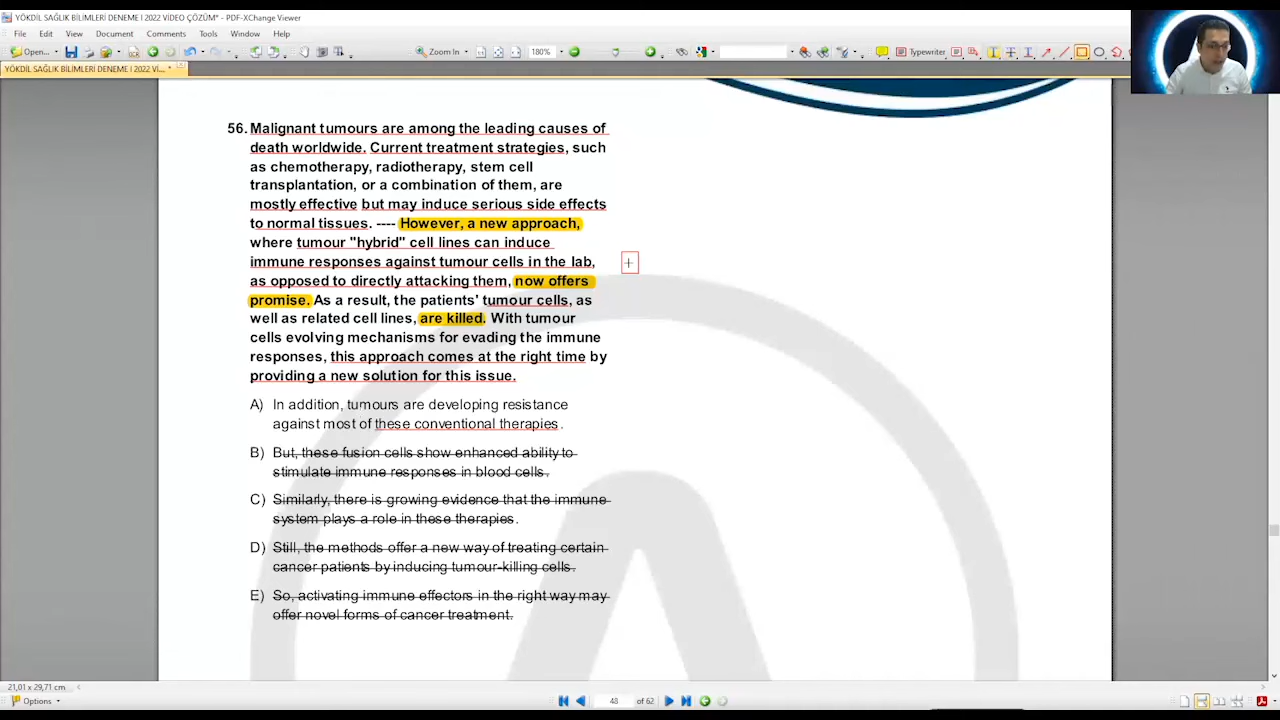 YÖKDİL SAĞLIK BİLİMLERİ DENEME I 2022 VİDEO ÇÖZÜM* - PDF-XChange Viewer
File Edit View Document Comments Tools Window Help
Open... Zoom In 180% Typewriter
YÖKDİL SAĞLIK BİLİMLERİ DENEME I 2022 Vİ... *
56. Malignant tumours are among the leading causes of
death worldwide. Current treatment strategies, such
as chemotherapy, radiotherapy, stem cell
transplantation, or a combination of them, are
mostly effective but may induce serious side effects
to normal tissues. ---- However, a new approach,
where tumour "hybrid" cell lines can induce
immune responses against tumour cells in the lab,
as opposed to directly attacking them, now offers
promise. As a result, the patients' tumour cells, as
well as related cell lines, are killed. With tumour
cells evolving mechanisms for evading the immune
responses, this approach comes at the right time by
providing a new solution for this issue.
A) In addition, tumours are developing resistance
against most of these conventional therapies.
B) But, these fusion cells show enhanced ability to
stimulate immune responses in blood cells.
C) Similarly, there is growing evidence that the immune
system plays a role in these therapies.
D) Still, the methods offer a new way of treating certain
cancer patients by inducing tumour-killing cells.
E) So, activating immune effectors in the right way may
offer novel forms of cancer treatment.
21,01 x 29,71 cm
Options 48 of 62